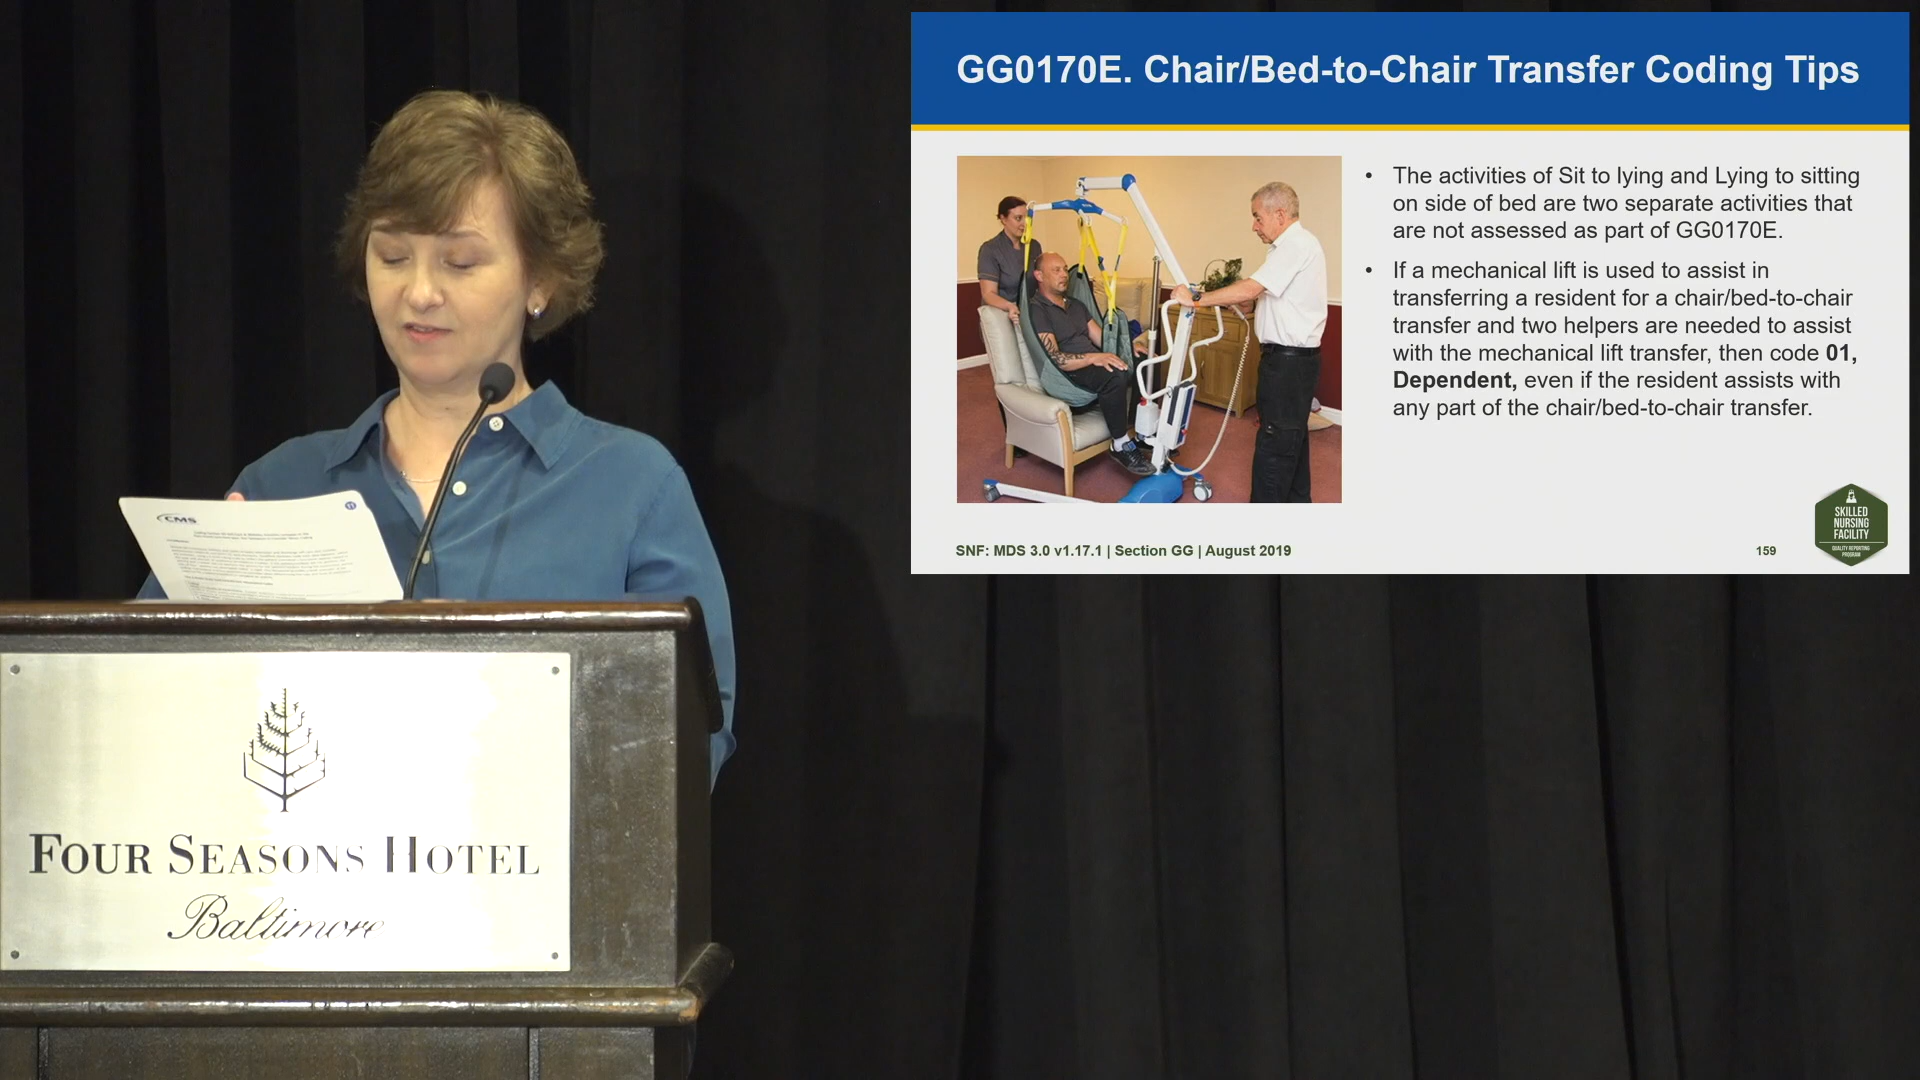 GG0170E. Chair/Bed-to-Chair Transfer Coding Tips
• The activities of Sit to lying and Lying to sitting
on side of bed are two separate activities that
are not assessed as part of GG0170E.
• If a mechanical lift is used to assist in
transferring a resident for a chair/bed-to-chair
transfer and two helpers are needed to assist
with the mechanical lift transfer, then code 01,
Dependent, even if the resident assists with
any part of the chair/bed-to-chair transfer.
SNF: MDS 3.0 v1.17.1 | Section GG | August 2019
159
SKILLED
NURSING
FACILITY
QUALITY REPORTING
PROGRAM
CMS
FOUR SEASONS HOTEL
Baltimore